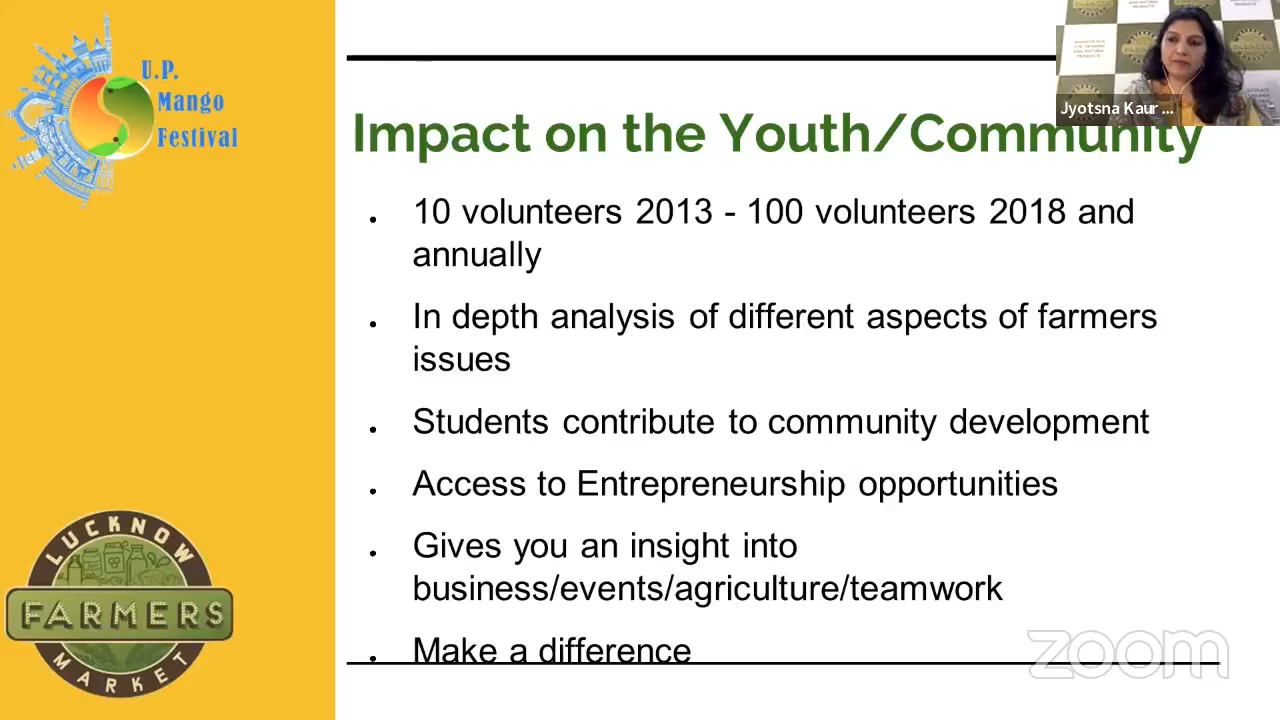 U.P.
Mango
Festival
LUCKNOW
FARMERS
MARKET
Jyotsna Kaur ...
Impact on the Youth/Community
10 volunteers 2013 - 100 volunteers 2018 and
annually
In depth analysis of different aspects of farmers
issues
Students contribute to community development
Access to Entrepreneurship opportunities
Gives you an insight into
business/events/agriculture/teamwork
Make a difference
zoom